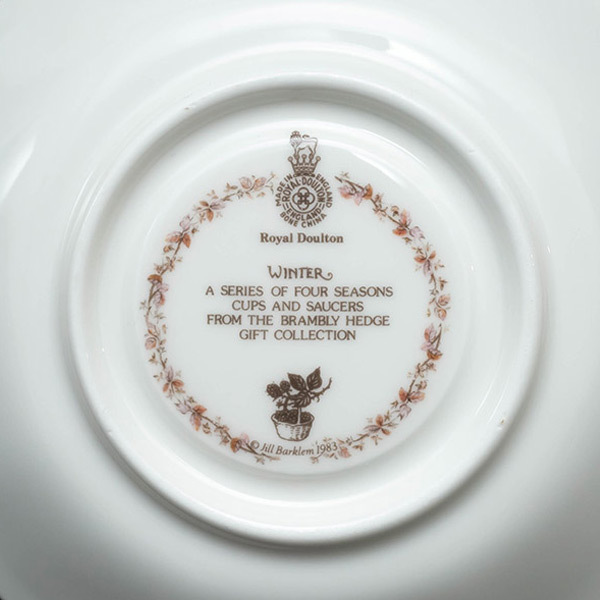 MADE IN ENGLAND
ROYAL DOULTON
ENGLAND
BONE CHINA
Royal Doulton
WINTER
A SERIES OF FOUR SEASONS
CUPS AND SAUCERS
FROM THE BRAMBLY HEDGE
GIFT COLLECTION
© Jill Barklem 1983